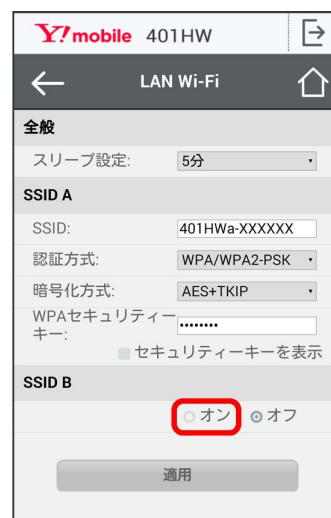 Y!mobile 401HW
LAN Wi-Fi
全般
スリープ設定: 5分
SSID A
SSID: 401HWa-XXXXXX
認証方式: WPA/WPA2-PSK
暗号化方式: AES+TKIP
WPAセキュリティー
キー: ••••••••
セキュリティーキーを表示
SSID B
オン オフ
適用